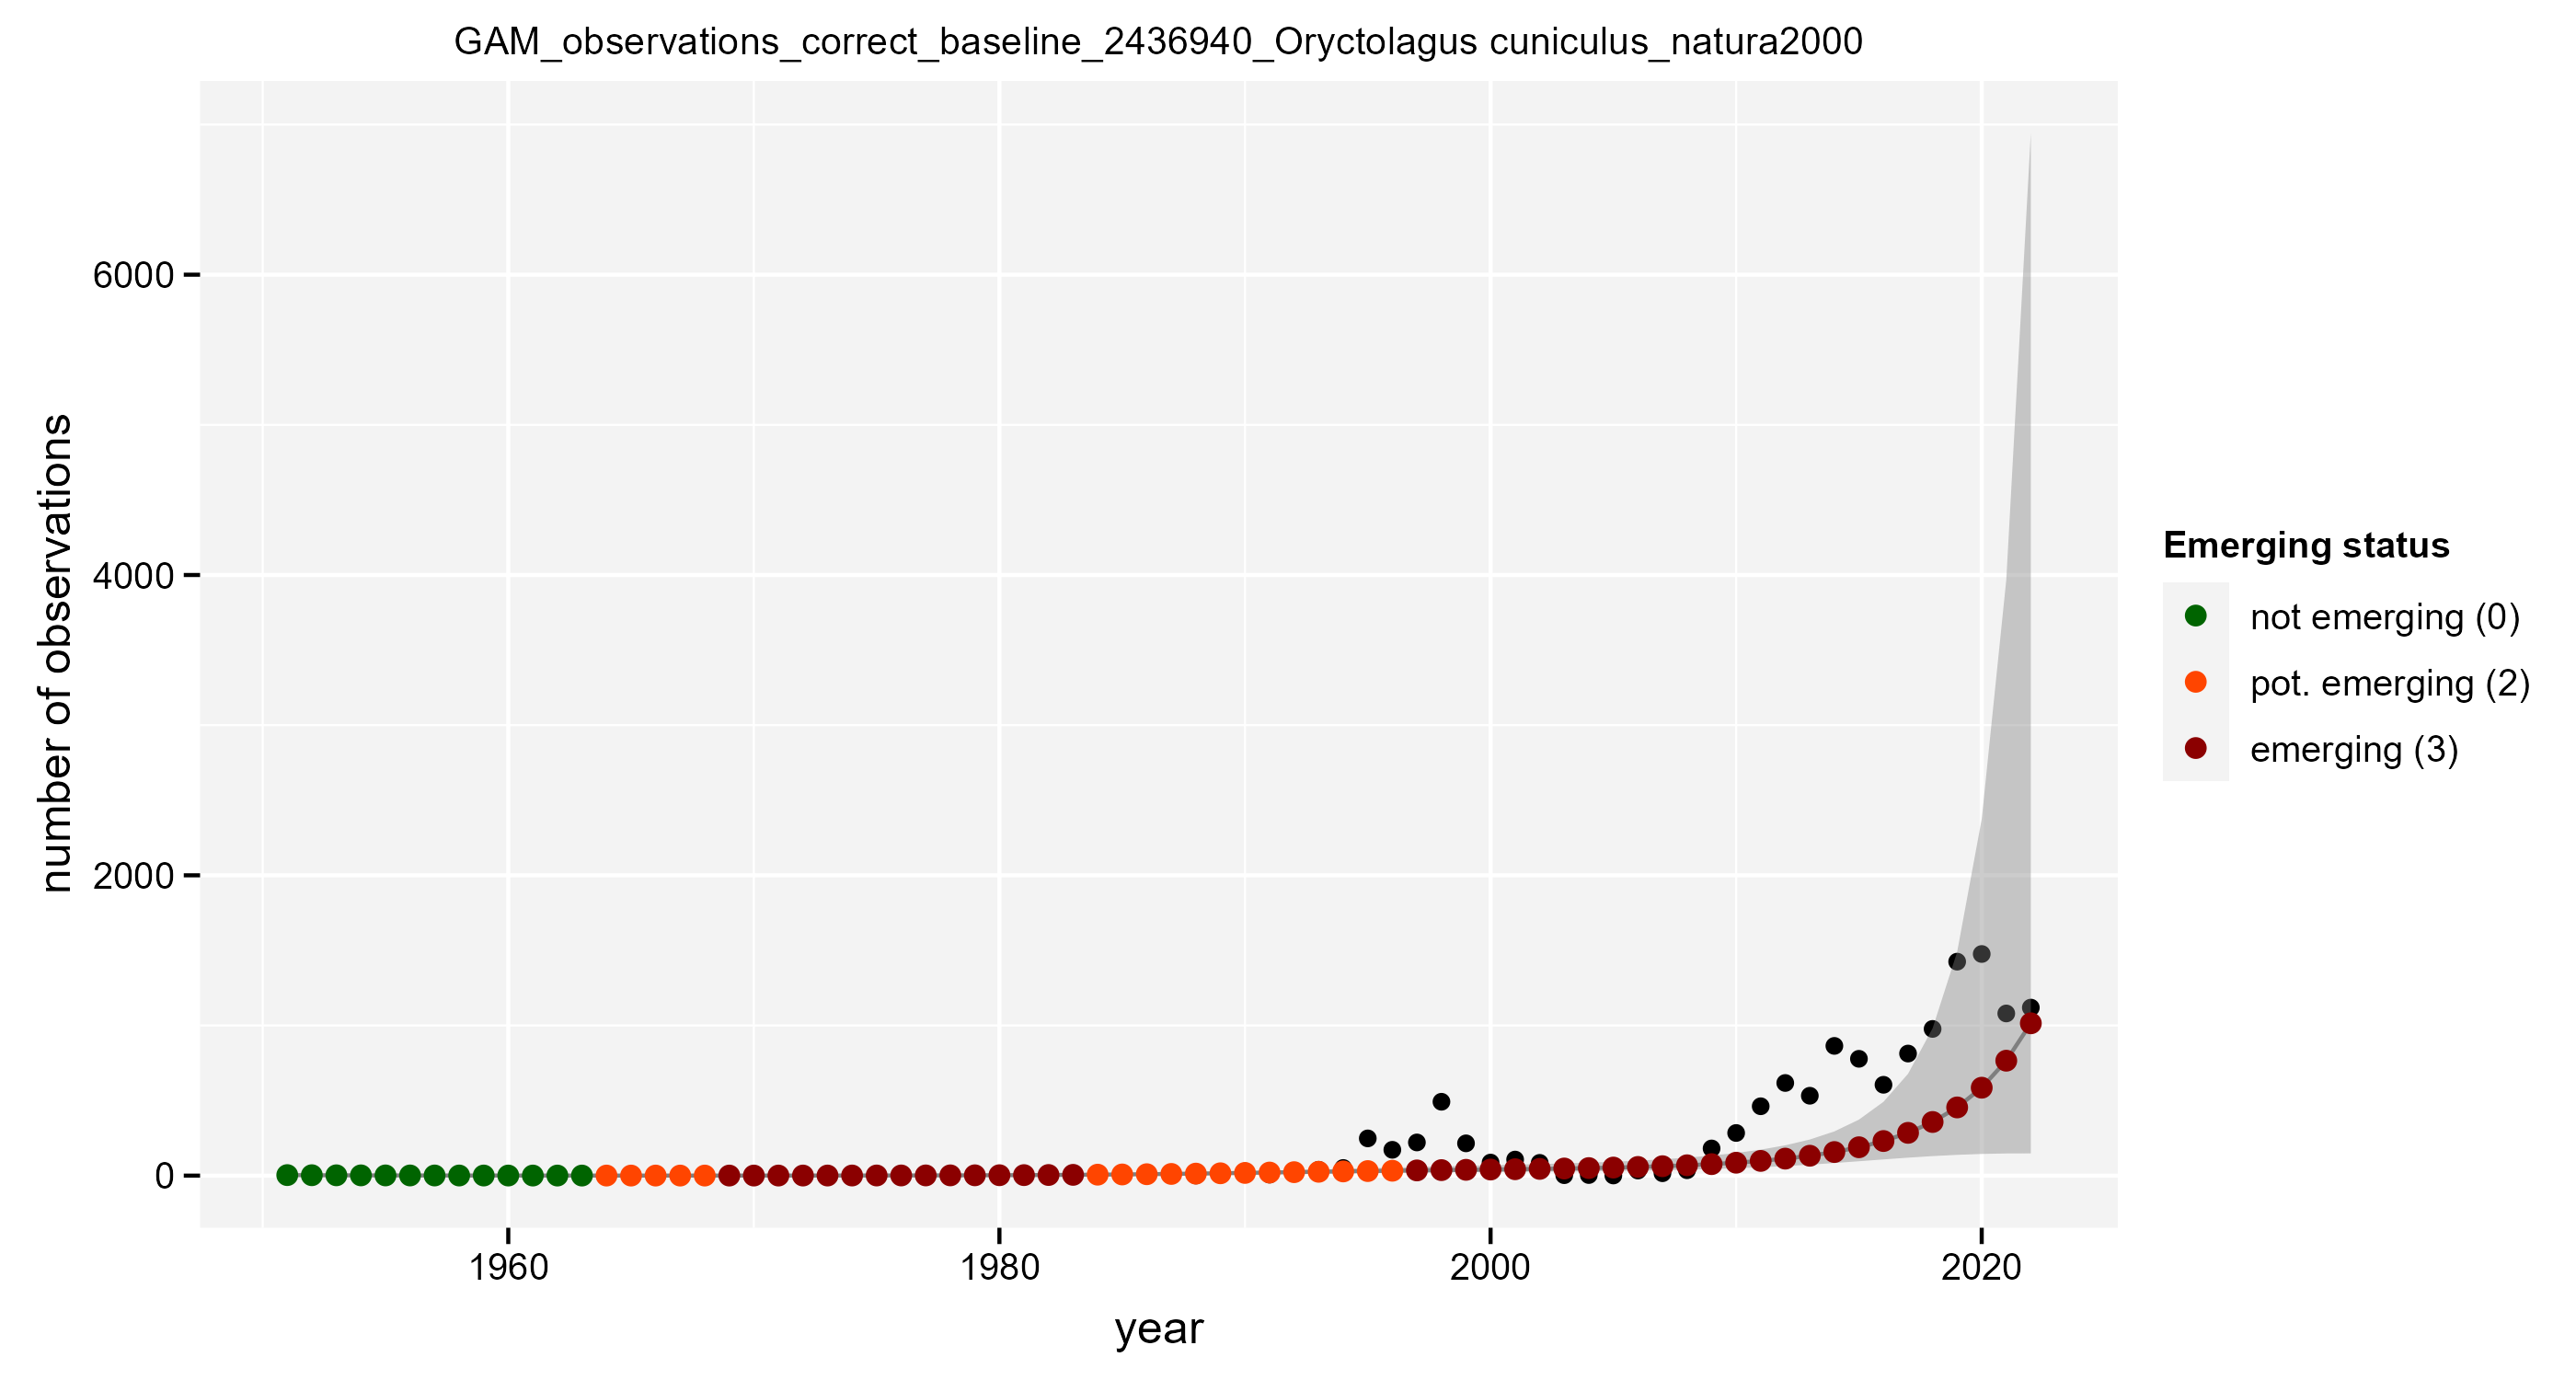 GAM_observations_correct_baseline_2436940_Oryctolagus cuniculus_natura2000
number of observations
6000
4000
2000
0
1960 1980 2000 2020
year
Emerging status
not emerging (0)
pot. emerging (2)
emerging (3)